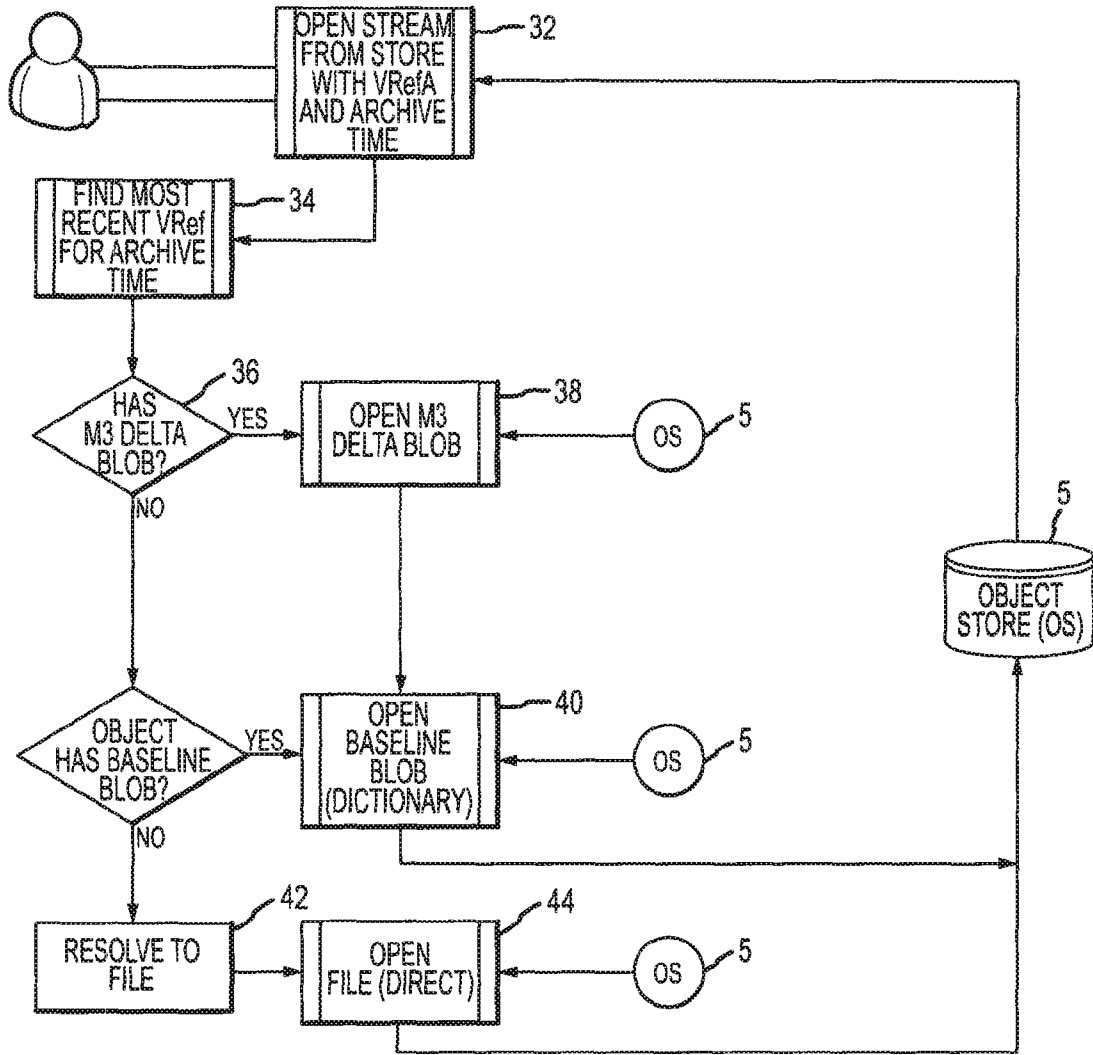 OPEN STREAM
FROM STORE
WITH VRefA
AND ARCHIVE
TIME
32
FIND MOST
RECENT VRef
FOR ARCHIVE
TIME
34
HAS
M3 DELTA
BLOB?
36
YES
NO
OPEN M3
DELTA BLOB
38
OS
5
OBJECT
STORE (OS)
5
OBJECT
HAS BASELINE
BLOB?
YES
NO
OPEN
BASELINE
BLOB
(DICTIONARY)
40
OS
5
RESOLVE TO
FILE
42
OPEN
FILE (DIRECT)
44
OS
5